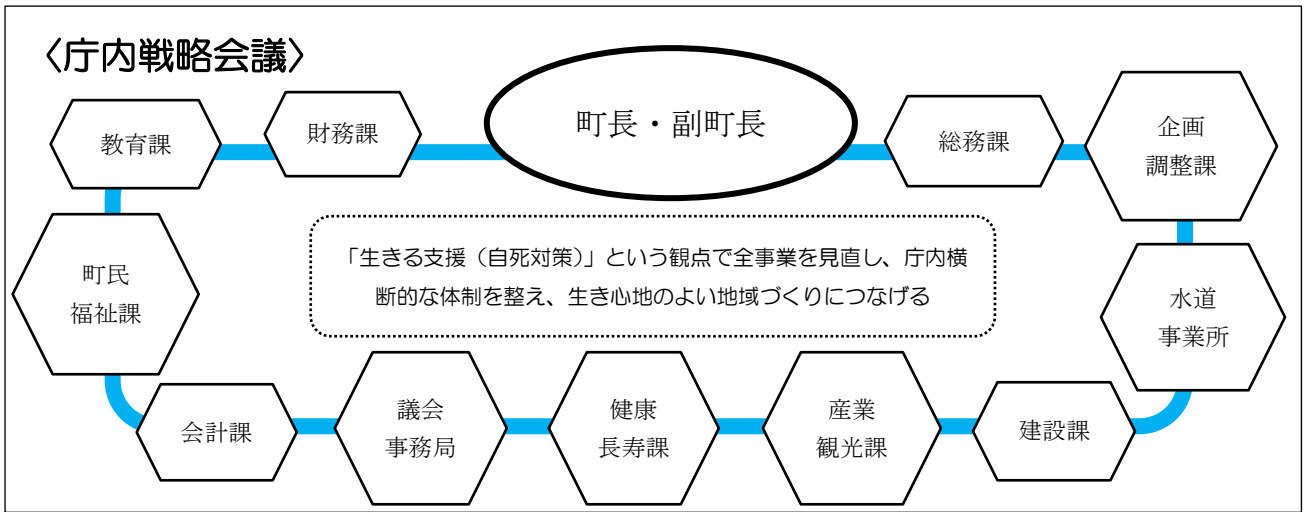 〈庁内戦略会議〉
町長・副町長
教育課
財務課
総務課
企画
調整課
「生きる支援（自死対策）」という観点で全事業を見直し、庁内横
断的な体制を整え、生き心地のよい地域づくりにつなげる
町民
福祉課
水道
事業所
会計課
議会
事務局
健康
長寿課
産業
観光課
建設課